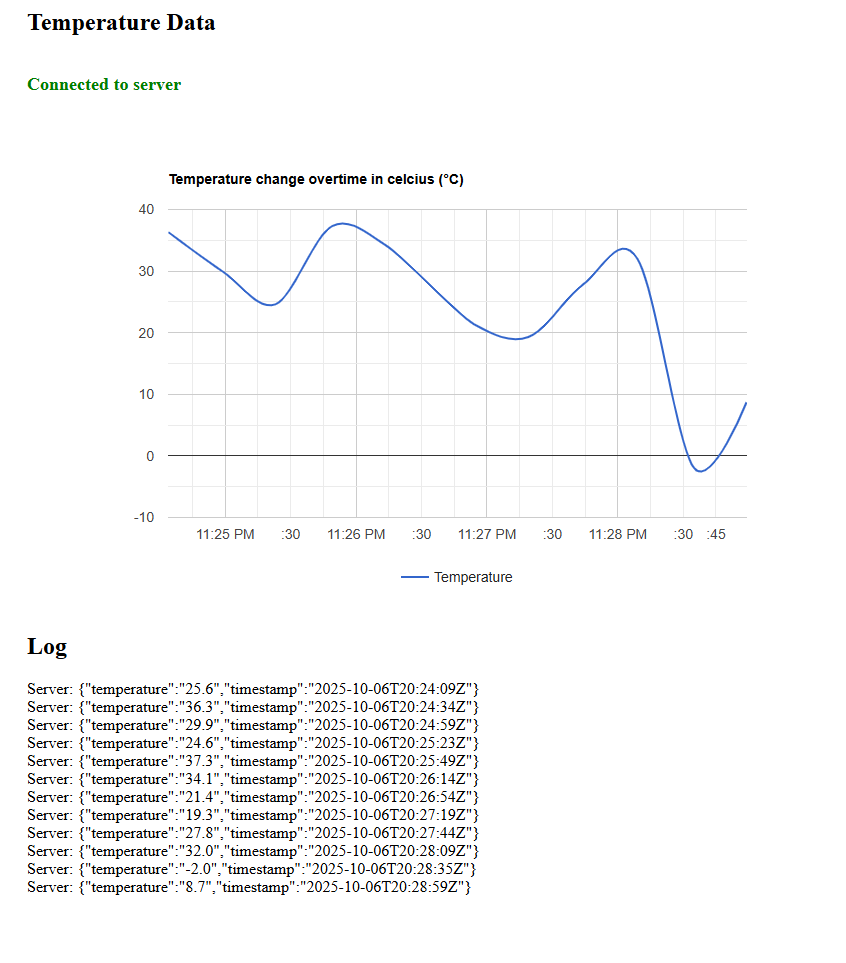 Temperature Data
Connected to server
Temperature change overtime in celcius (°C)
40
30
20
10
0
-10
11:25 PM :30 11:26 PM :30 11:27 PM :30 11:28 PM :30 :45
Temperature
Log
Server: {"temperature":"25.6","timestamp":"2025-10-06T20:24:09Z"}
Server: {"temperature":"36.3","timestamp":"2025-10-06T20:24:34Z"}
Server: {"temperature":"29.9","timestamp":"2025-10-06T20:24:59Z"}
Server: {"temperature":"24.6","timestamp":"2025-10-06T20:25:23Z"}
Server: {"temperature":"37.3","timestamp":"2025-10-06T20:25:49Z"}
Server: {"temperature":"34.1","timestamp":"2025-10-06T20:26:14Z"}
Server: {"temperature":"21.4","timestamp":"2025-10-06T20:26:54Z"}
Server: {"temperature":"19.3","timestamp":"2025-10-06T20:27:19Z"}
Server: {"temperature":"27.8","timestamp":"2025-10-06T20:27:44Z"}
Server: {"temperature":"32.0","timestamp":"2025-10-06T20:28:09Z"}
Server: {"temperature":"-2.0","timestamp":"2025-10-06T20:28:35Z"}
Server: {"temperature":"8.7","timestamp":"2025-10-06T20:28:59Z"}